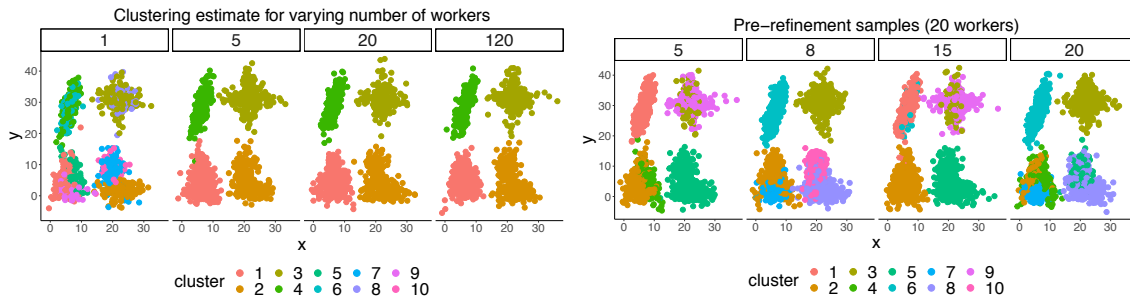 Clustering estimate for varying number of workers
1 5 20 120
y
40
30
20
10
0
0 10 20 30 0 10 20 30 0 10 20 30 0 10 20 30
x
cluster 1 3 5 7 9
2 4 6 8 10
Pre-refinement samples (20 workers)
5 8 15 20
y
40
30
20
10
0
0 10 20 30 0 10 20 30 0 10 20 30 0 10 20 30
x
cluster 1 3 5 7 9
2 4 6 8 10